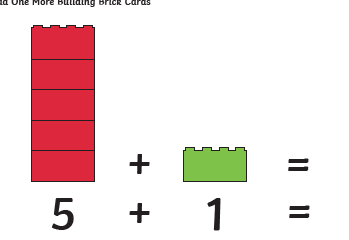 One More Building Brick Cards
+ =
5 + 1 =